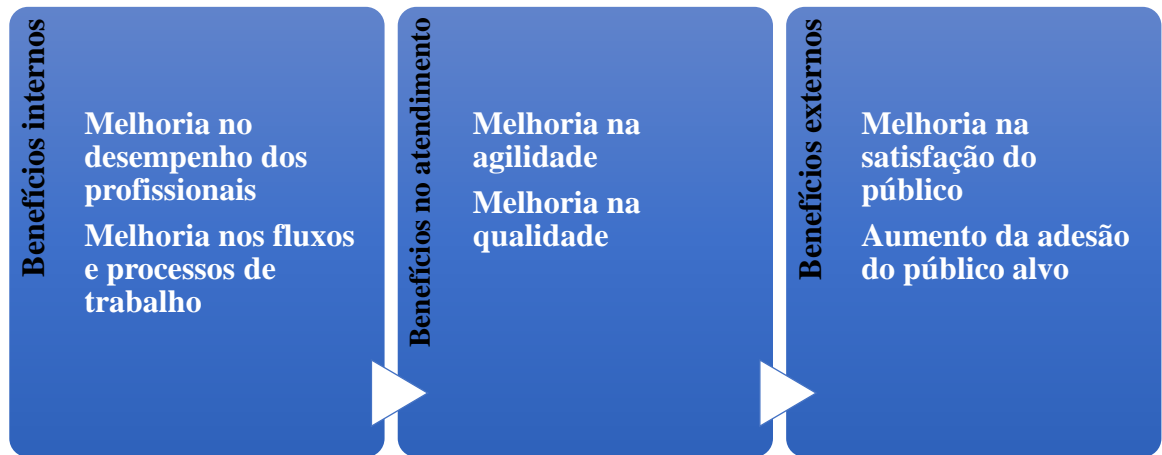 Benefícios internos
Melhoria no
desempenho dos
profissionais
Melhoria nos fluxos
e processos de
trabalho
Benefícios no atendimento
Melhoria na
agilidade
Melhoria na
qualidade
Benefícios externos
Melhoria na
satisfação do
público
Aumento da adesão
do público alvo